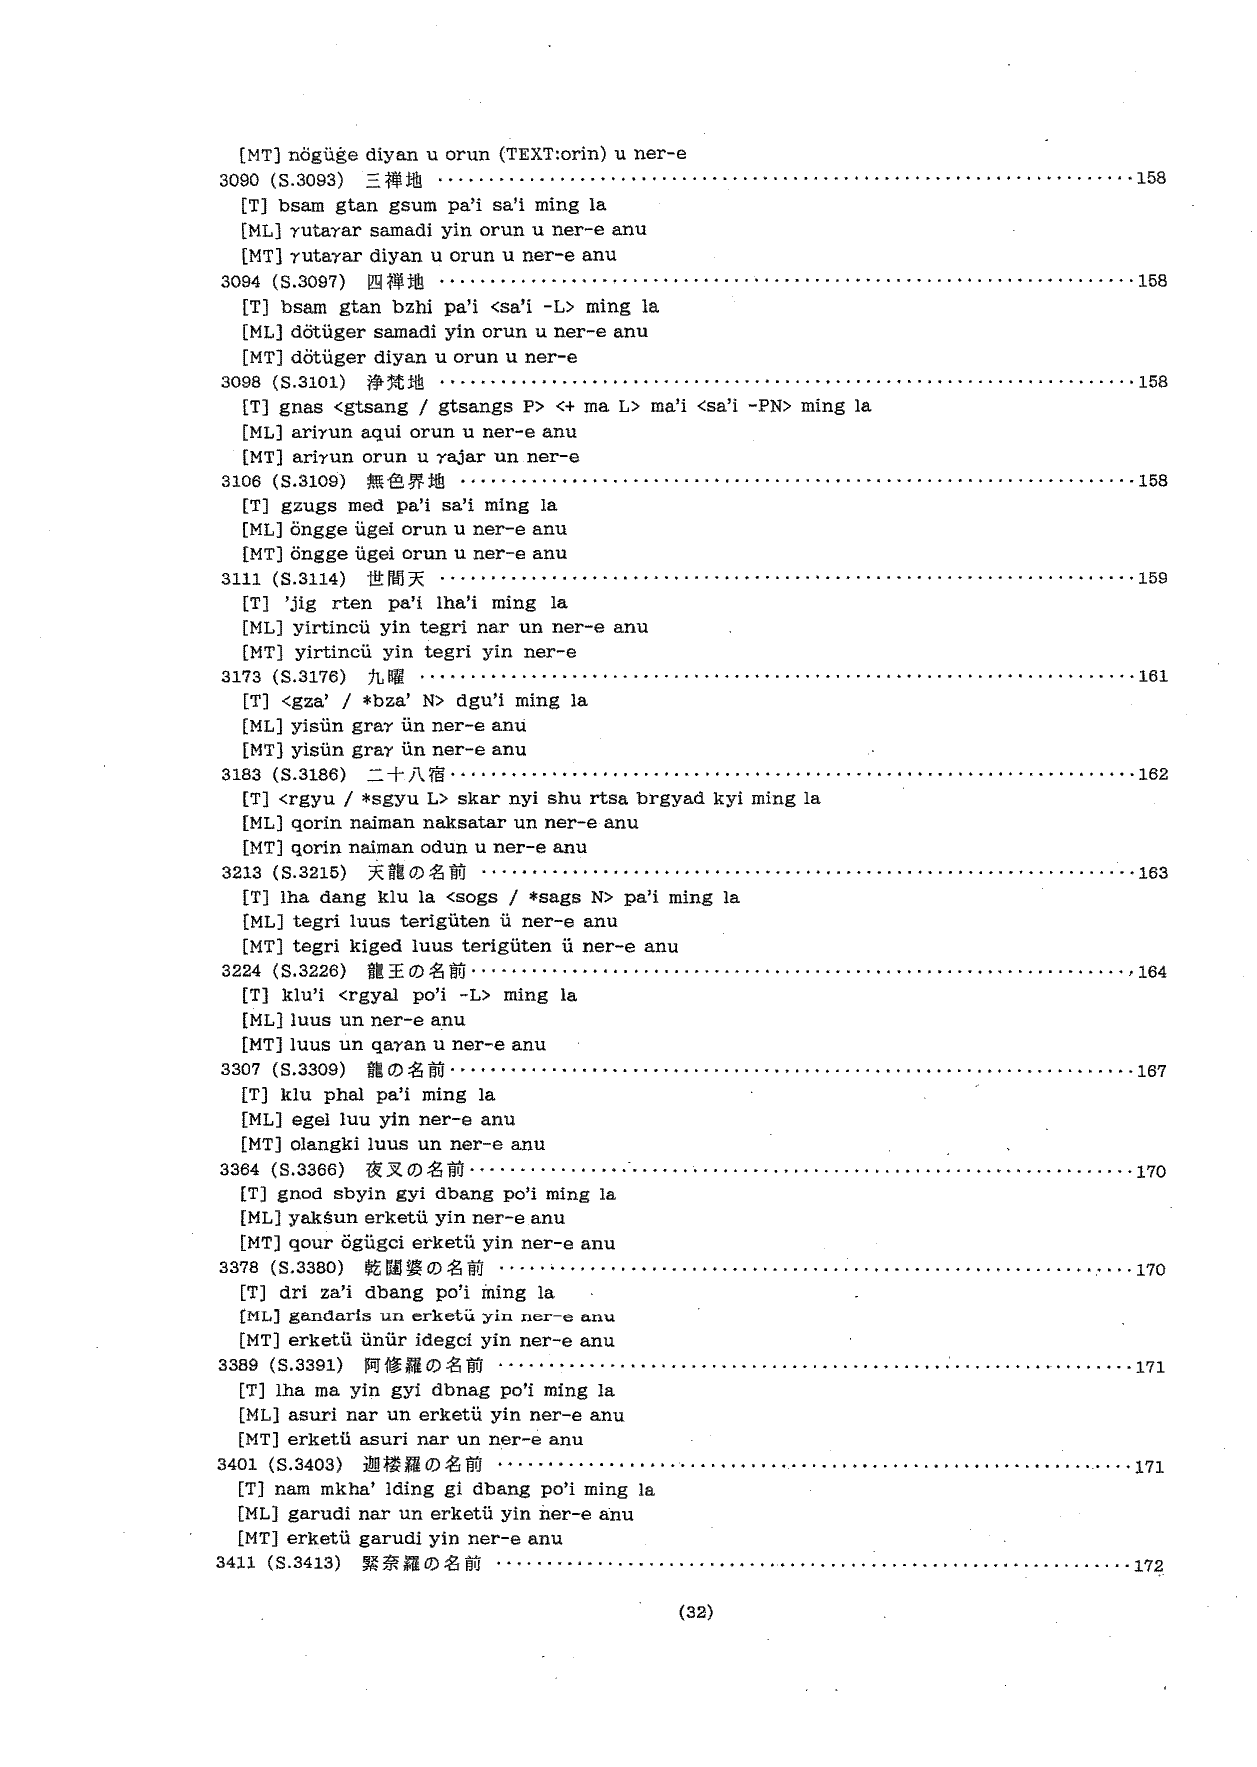 [MT] nögüġe diyan u orun (TEXT:orin) u ner-e
3090 (S.3093) 三禅地 ········································158
[T] bsam gtan gsum pa'i sa'i ming la
[ML] γutaγar samadi yin orun u ner-e anu
[MT] γutaγar diyan u orun u ner-e anu
3094 (S.3097) 四禅地 ········································158
[T] bsam gtan bzhi pa'i <sa'i -L> ming la
[ML] dötüger samadi yin orun u ner-e anu
[MT] dötüger diyan u orun u ner-e
3098 (S.3101) 浄梵地 ········································158
[T] gnas <gtsang / gtsangs P> <+ ma L> ma'i <sa'i -PN> ming la
[ML] ariγun aqui orun u ner-e anu
[MT] ariγun orun u γajar un ner-e
3106 (S.3109) 無色界地 ········································158
[T] gzugs med pa'i sa'i ming la
[ML] öngge ügei orun u ner-e anu
[MT] öngge ügei orun u ner-e anu
3111 (S.3114) 世間天 ········································159
[T] 'jig rten pa'i lha'i ming la
[ML] yirtincü yin tegri nar un ner-e anu
[MT] yirtincü yin tegri yin ner-e
3173 (S.3176) 九曜 ········································161
[T] <gza' / *bza' N> dgu'i ming la
[ML] yisün graγ ün ner-e anu
[MT] yisün graγ ün ner-e anu
3183 (S.3186) 二十八宿········································162
[T] <rgyu / *sgyu L> skar nyi shu rtsa brgyad kyi ming la
[ML] qorin naiman naksatar un ner-e anu
[MT] qorin naiman odun u ner-e anu
3213 (S.3215) 天龍の名前 ········································163
[T] lha dang klu la <sogs / *sags N> pa'i ming la
[ML] tegri luus terigüten ü ner-e anu
[MT] tegri kiged luus terigüten ü ner-e anu
3224 (S.3226) 龍王の名前········································164
[T] klu'i <rgyal po'i -L> ming la
[ML] luus un ner-e anu
[MT] luus un qaγan u ner-e anu
3307 (S.3309) 龍の名前········································167
[T] klu phal pa'i ming la
[ML] egel luu yin ner-e anu
[MT] olangki luus un ner-e anu
3364 (S.3366) 夜叉の名前········································170
[T] gnod sbyin gyi dbang po'i ming la
[ML] yakśun erketü yin ner-e anu
[MT] qour ögügci erketü yin ner-e anu
3378 (S.3380) 乾闥婆の名前 ········································170
[T] dri za'i dbang po'i ming la
[ML] gandaris un erketü yin ner-e anu
[MT] erketü ünür idegci yin ner-e anu
3389 (S.3391) 阿修羅の名前 ········································171
[T] lha ma yin gyi dbnag po'i ming la
[ML] asuri nar un erketü yin ner-e anu
[MT] erketü asuri nar un ner-e anu
3401 (S.3403) 迦楼羅の名前 ········································171
[T] nam mkha' lding gi dbang po'i ming la
[ML] garudi nar un erketü yin ner-e anu
[MT] erketü garudi yin ner-e anu
3411 (S.3413) 緊奈羅の名前 ········································172
(32)